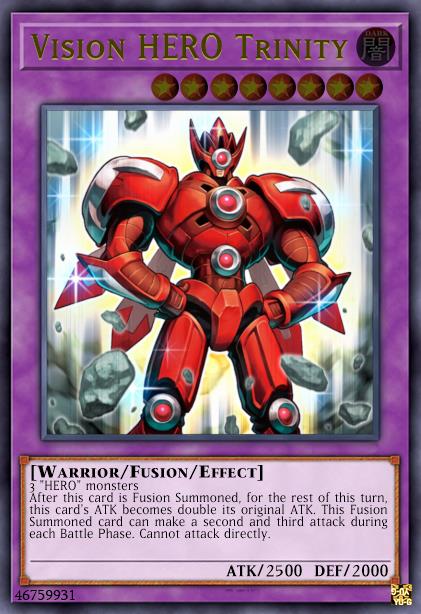 VISION HERO TRINITY
DARK
闇
[WARRIOR/FUSION/EFFECT]
3 "HERO" monsters
After this card is Fusion Summoned, for the rest of this turn,
this card's ATK becomes double its original ATK. This Fusion
Summoned card can make a second and third attack during
each Battle Phase. Cannot attack directly.
ATK/2500 DEF/2000
46759931